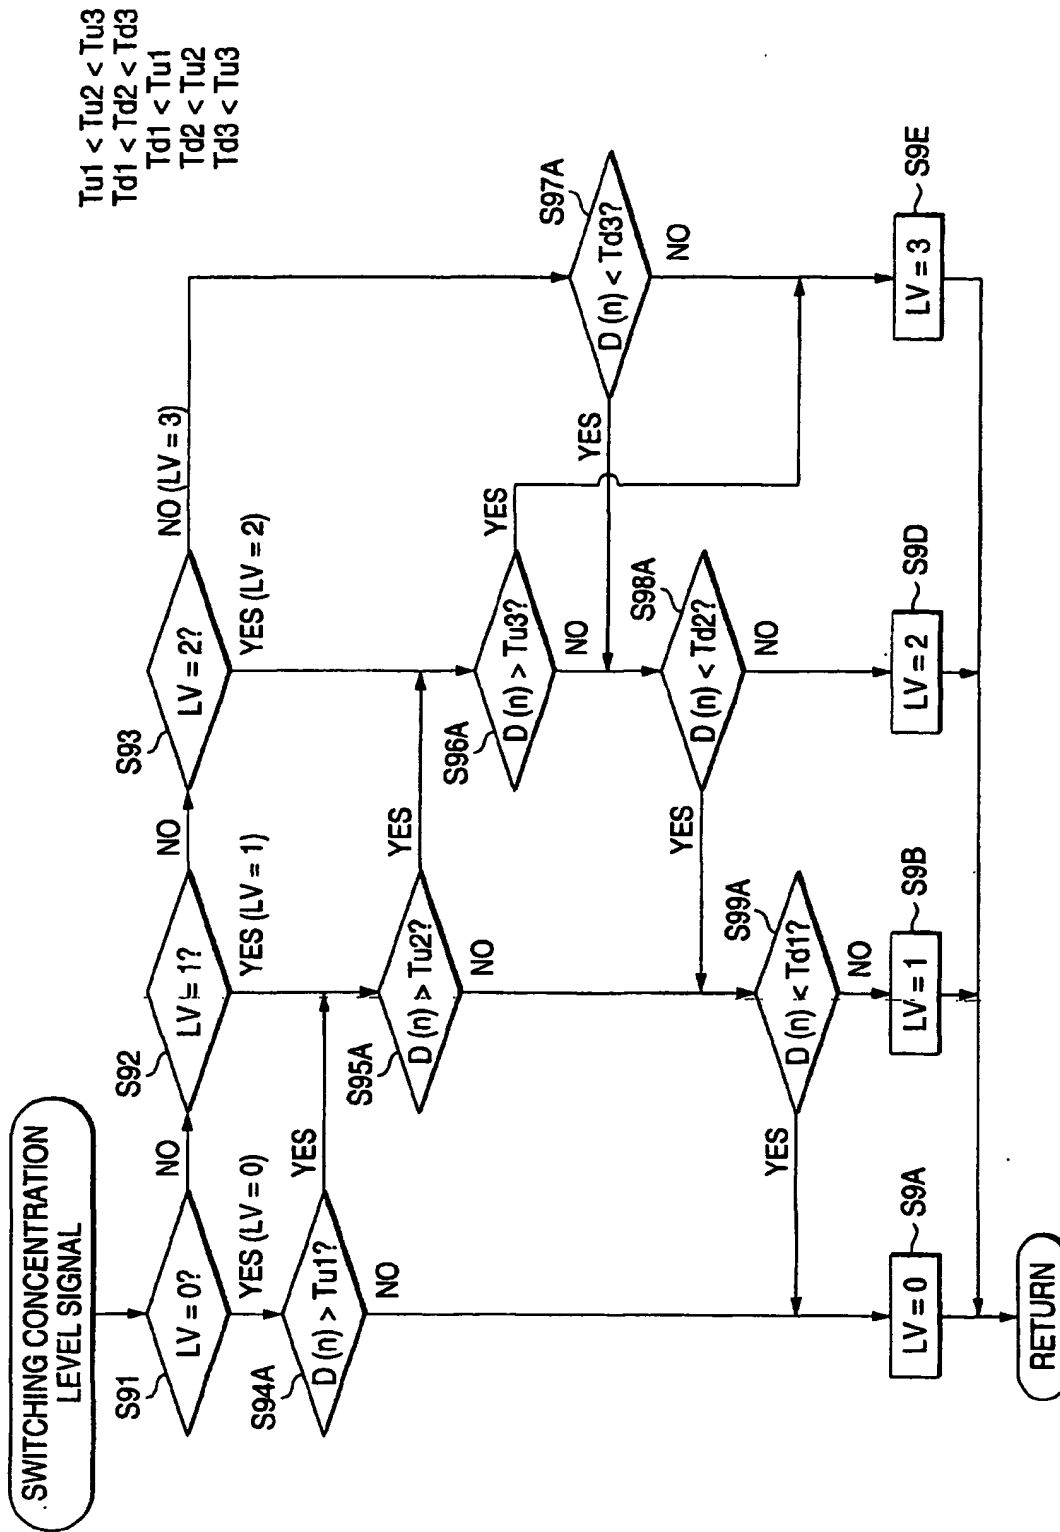 SWITCHING CONCENTRATION
LEVEL SIGNAL
Tu1 < Tu2 < Tu3
Td1 < Td2 < Td3
Td1 < Tu1
Td2 < Tu2
Td3 < Tu3
S91
LV = 0?
NO
YES (LV = 0)
S92
LV = 1?
NO
YES (LV = 1)
S93
LV = 2?
NO (LV = 3)
YES (LV = 2)
S94A
D (n) > Tu1?
YES
NO
S95A
D (n) > Tu2?
YES
NO
S96A
D (n) > Tu3?
YES
NO
S97A
D (n) < Td3?
YES
NO
S98A
D (n) < Td2?
YES
NO
S99A
D (n) < Td1?
YES
NO
LV = 0
S9A
LV = 1
S9B
LV = 2
S9D
LV = 3
S9E
RETURN